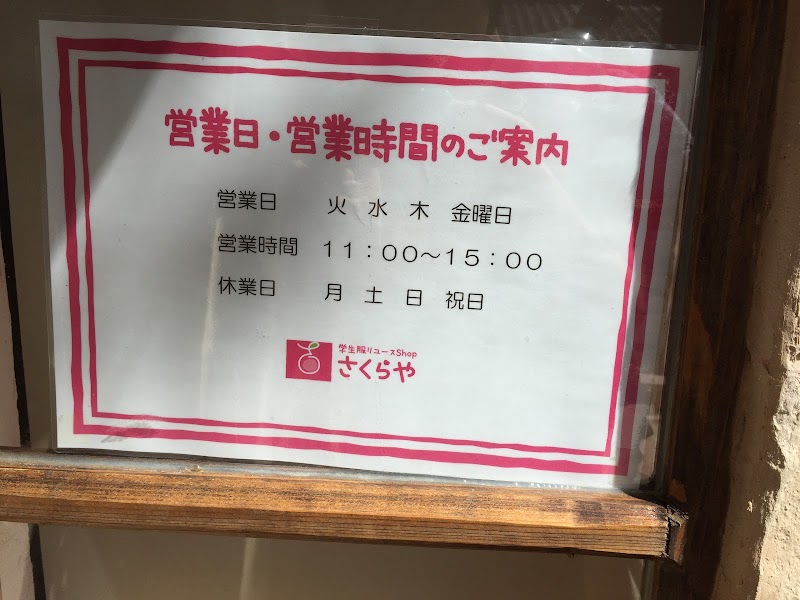 営業日・営業時間のご案内
営業日 火 水 木 金曜日
営業時間 11：00～15：00
休業日 月 土 日 祝日
学生服リユースShop
さくらや